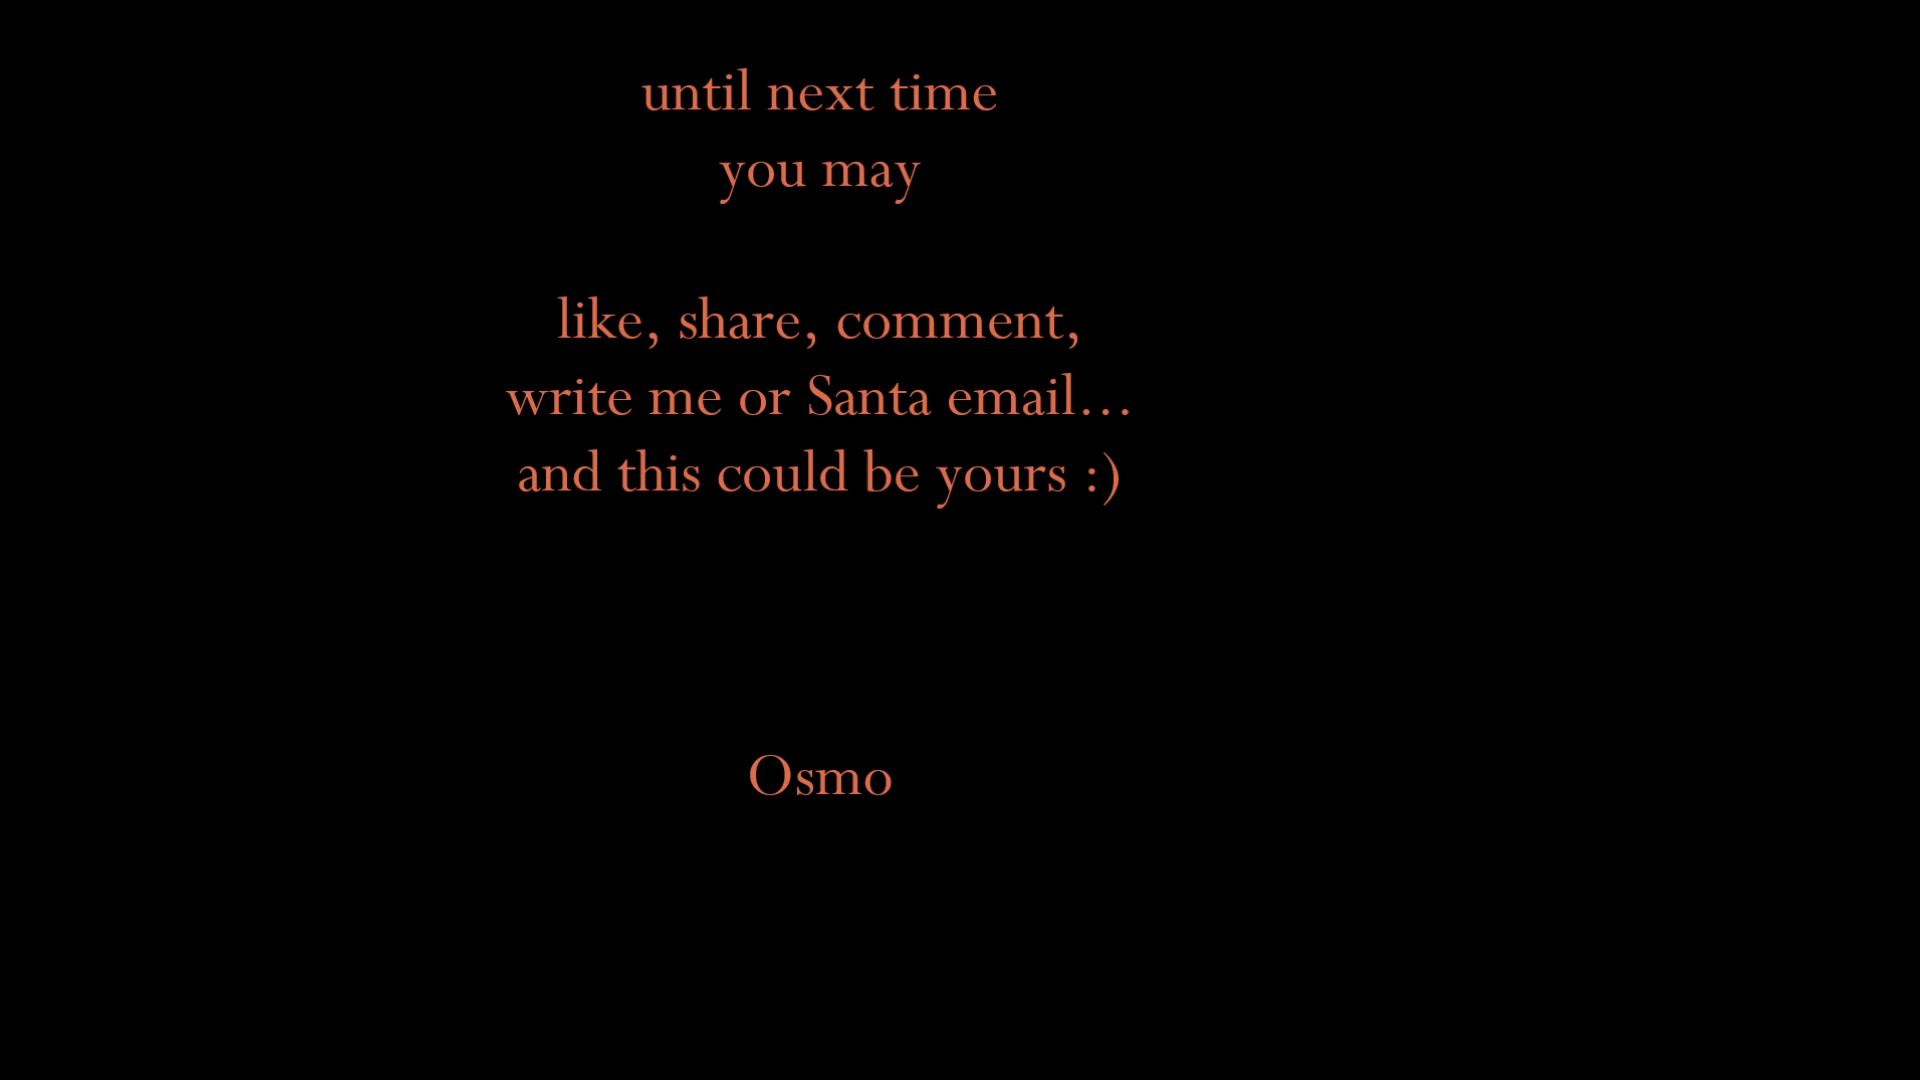 until next time
you may
like, share, comment,
write me or Santa email…
and this could be yours :)
Osmo